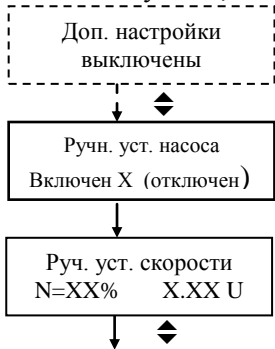 Доп. настройки
выключены
Ручн. уст. насоса
Включен X (отключен)
Руч. уст. скорости
N=XX% X.XX U